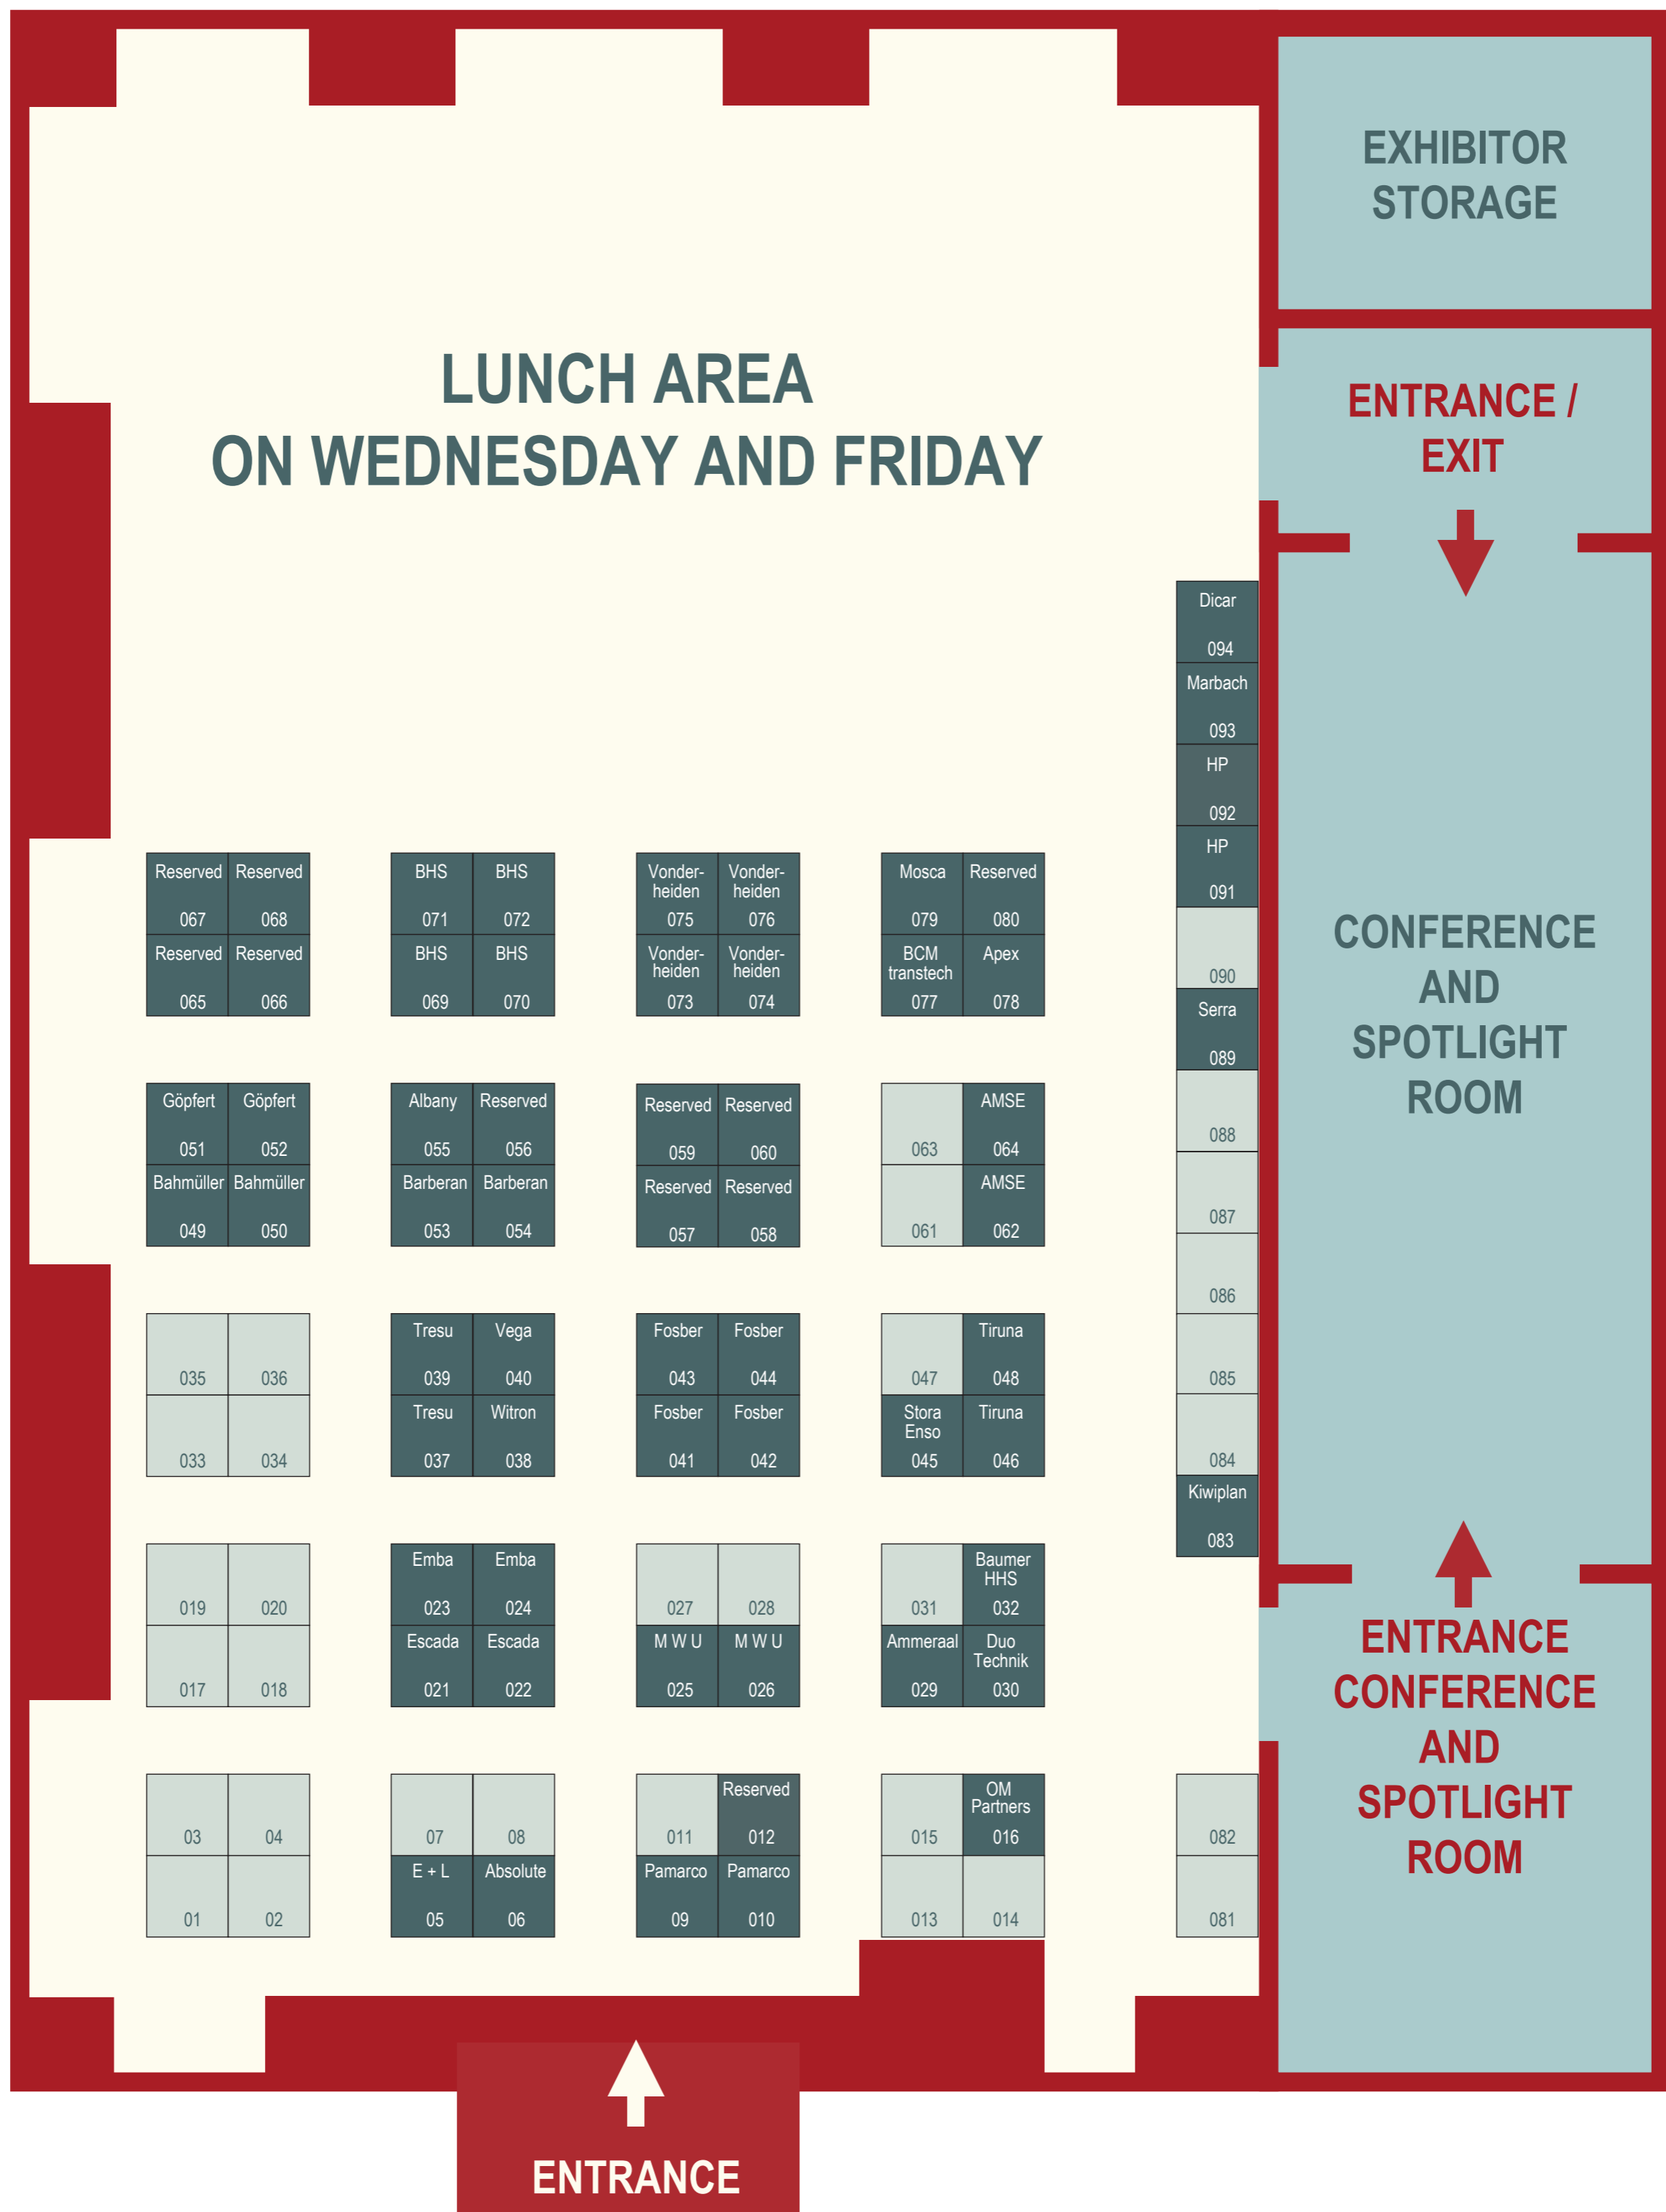 EXHIBITOR
STORAGE
LUNCH AREA
ON WEDNESDAY AND FRIDAY
ENTRANCE /
EXIT
Dicar
094
Marbach
093
HP
092
HP
091
090
Serra
089
088
087
086
085
084
Kiwiplan
083
CONFERENCE
AND
SPOTLIGHT
ROOM
Reserved Reserved
067 068
Reserved Reserved
065 066
BHS BHS
071 072
BHS BHS
069 070
Vonder- Vonder-
heiden heiden
075 076
Vonder- Vonder-
heiden heiden
073 074
Mosca Reserved
079 080
BCM Apex
transtech
077 078
Göpfert Göpfert
051 052
Bahmüller Bahmüller
049 050
Albany Reserved
055 056
Barberan Barberan
053 054
Reserved Reserved
059 060
Reserved Reserved
057 058
AMSE
063 064
AMSE
061 062
035 036
033 034
Tresu Vega
039 040
Tresu Witron
037 038
Fosber Fosber
043 044
Fosber Fosber
041 042
Tiruna
047 048
Stora Tiruna
Enso
045 046
019 020
017 018
Emba Emba
023 024
Escada Escada
021 022
027 028
M W U M W U
025 026
Baumer
HHS
031 032
Ammeraal Duo
Technik
029 030
03 04
01 02
07 08
E + L Absolute
05 06
Reserved
011 012
Pamarco Pamarco
09 010
OM
Partners
015 016
013 014
082
081
ENTRANCE
CONFERENCE
AND
SPOTLIGHT
ROOM
ENTRANCE